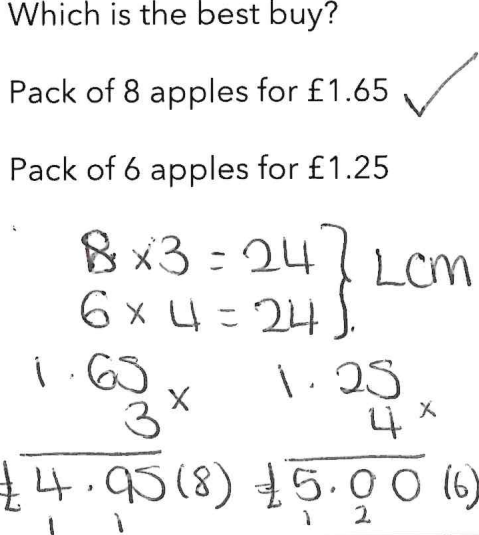 Which is the best buy?
Pack of 8 apples for £1.65 ✓
Pack of 6 apples for £1.25
8 x 3 = 24 } LCM
6 x 4 = 24
1.65 1.25
3 x 4 x
£4.95 (8) £5.00 (6)
1 1 1 2